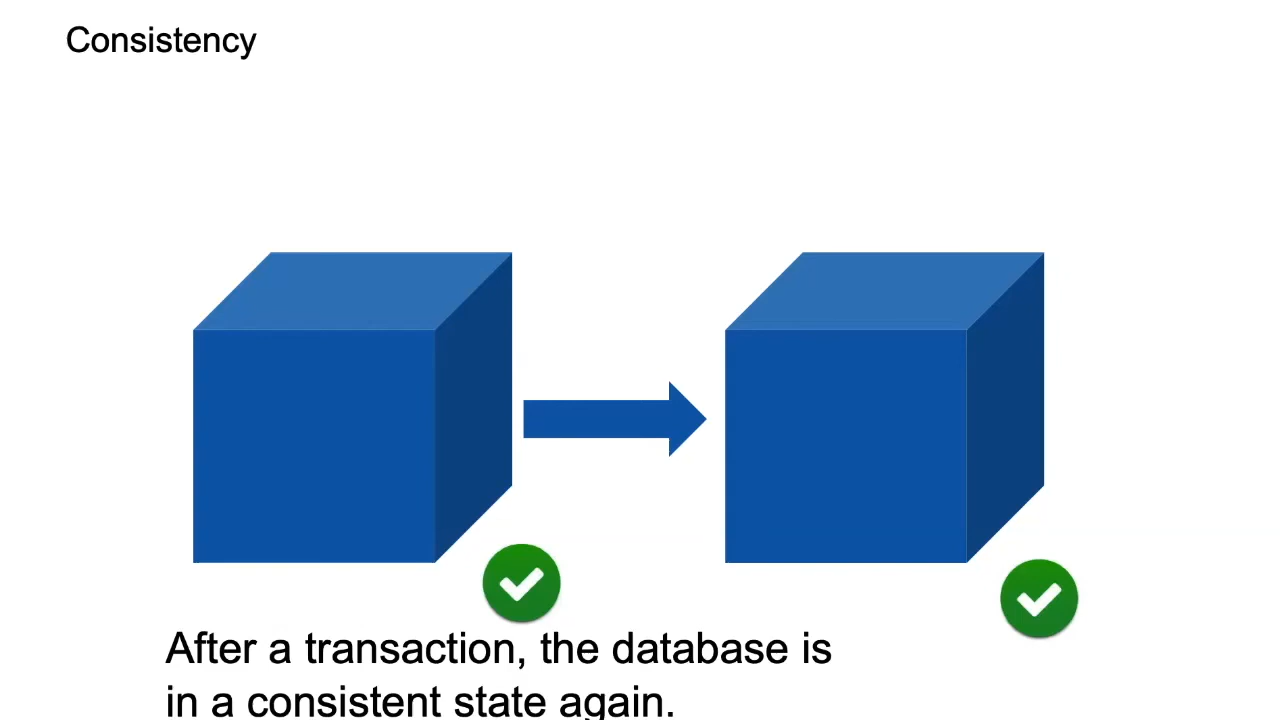 Consistency
After a transaction, the database is
in a consistent state again.